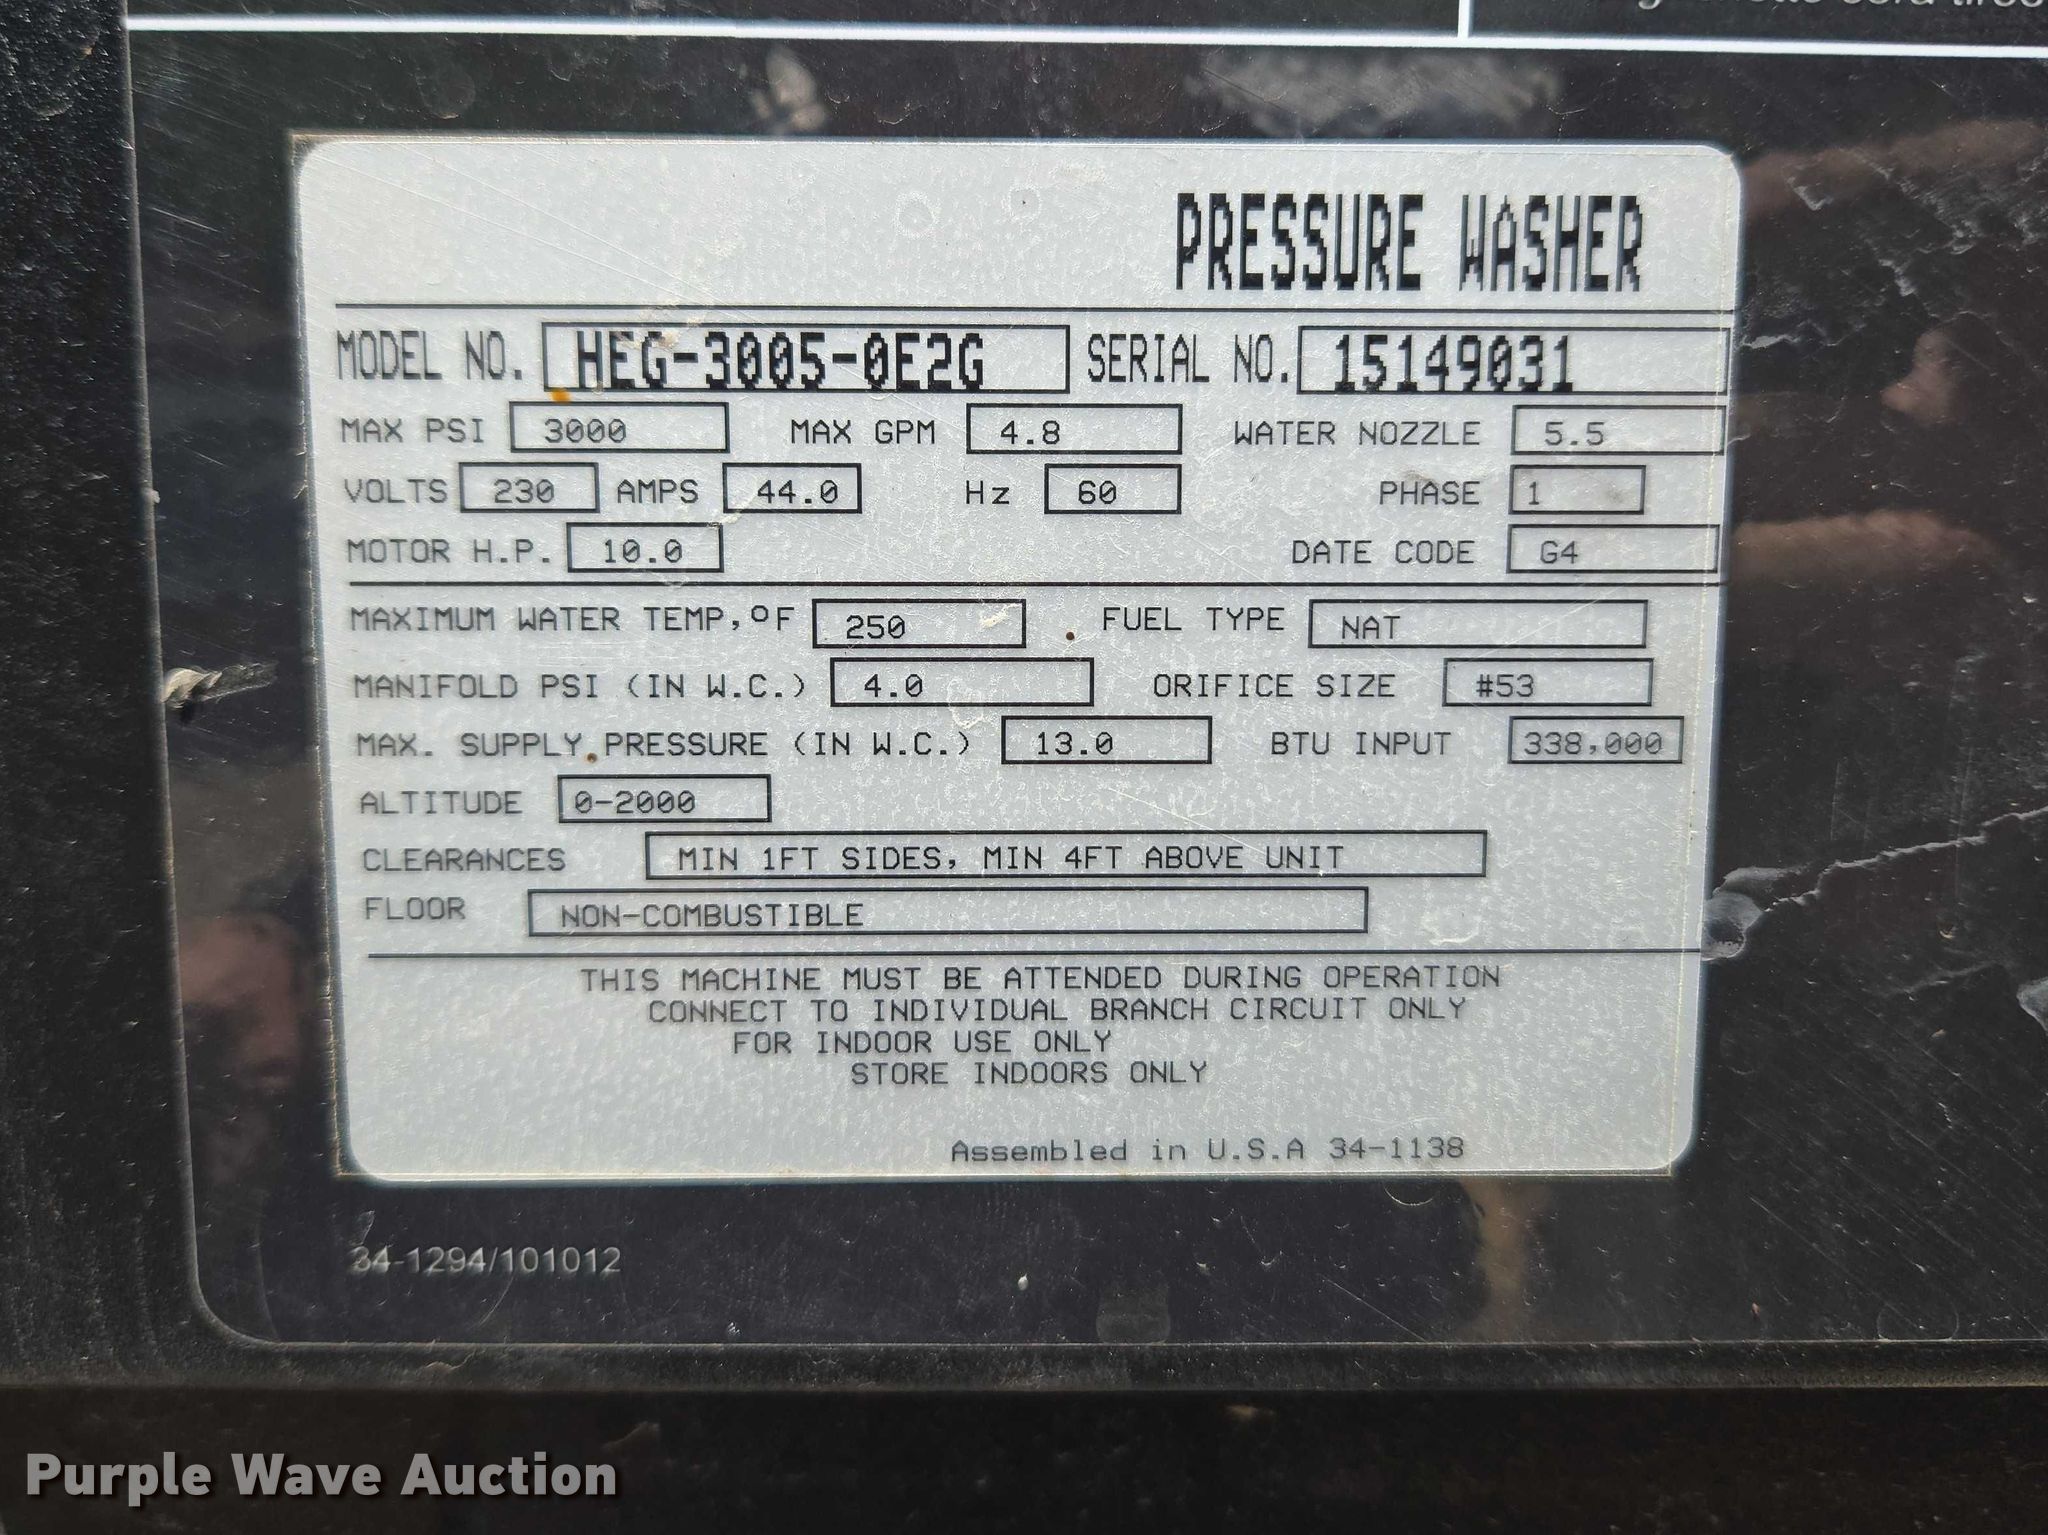 PRESSURE WASHER
MODEL NO. HEG-3005-0E2G SERIAL NO. 15149031
MAX PSI 3000 MAX GPM 4.8 WATER NOZZLE 5.5
VOLTS 230 AMPS 44.0 Hz 60 PHASE 1
MOTOR H.P. 10.0 DATE CODE G4
MAXIMUM WATER TEMP,°F 250 FUEL TYPE NAT
MANIFOLD PSI (IN W.C.) 4.0 ORIFICE SIZE #53
MAX. SUPPLY PRESSURE (IN W.C.) 13.0 BTU INPUT 338,000
ALTITUDE 0-2000
CLEARANCES MIN 1FT SIDES, MIN 4FT ABOVE UNIT
FLOOR NON-COMBUSTIBLE
THIS MACHINE MUST BE ATTENDED DURING OPERATION
CONNECT TO INDIVIDUAL BRANCH CIRCUIT ONLY
FOR INDOOR USE ONLY
STORE INDOORS ONLY
Assembled in U.S.A 34-1138
34-1294/101012
Purple Wave Auction